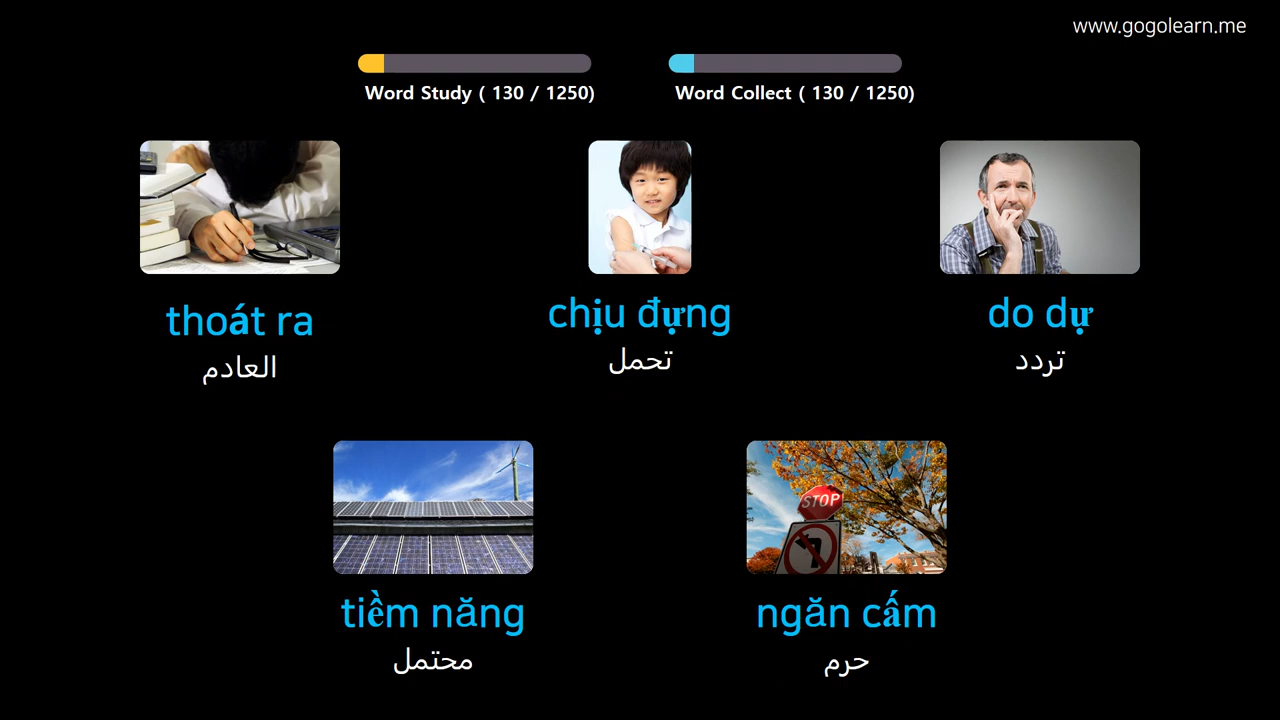 www.gogolearn.me
Word Study ( 130 / 1250)
Word Collect ( 130 / 1250)
thoát ra
العادم
chịu đựng
تحمل
do dự
تردد
STOP
tiềm năng
محتمل
ngăn cấm
حرم